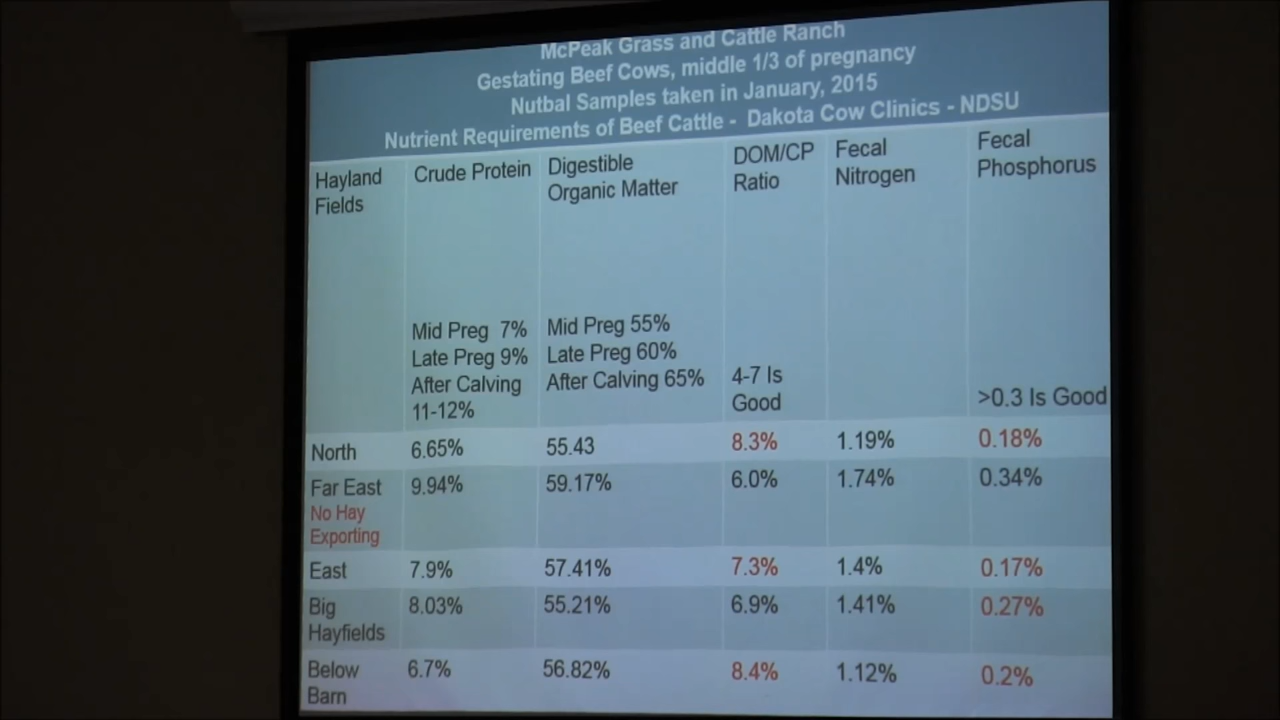 McPeak Grass and Cattle Ranch
Gestating Beef Cows, middle 1/3 of pregnancy
Nutbal Samples taken in January, 2015
Nutrient Requirements of Beef Cattle - Dakota Cow Clinics - NDSU
Hayland
Fields
Crude Protein
Mid Preg 7%
Late Preg 9%
After Calving
11-12%
Digestible
Organic Matter
Mid Preg 55%
Late Preg 60%
After Calving 65%
DOM/CP
Ratio
4-7 Is
Good
Fecal
Nitrogen
Fecal
Phosphorus
>0.3 Is Good
North 6.65% 55.43 8.3% 1.19% 0.18%
Far East 9.94% 59.17% 6.0% 1.74% 0.34%
No Hay
Exporting
East 7.9% 57.41% 7.3% 1.4% 0.17%
Big 8.03% 55.21% 6.9% 1.41% 0.27%
Hayfields
Below 6.7% 56.82% 8.4% 1.12% 0.2%
Barn